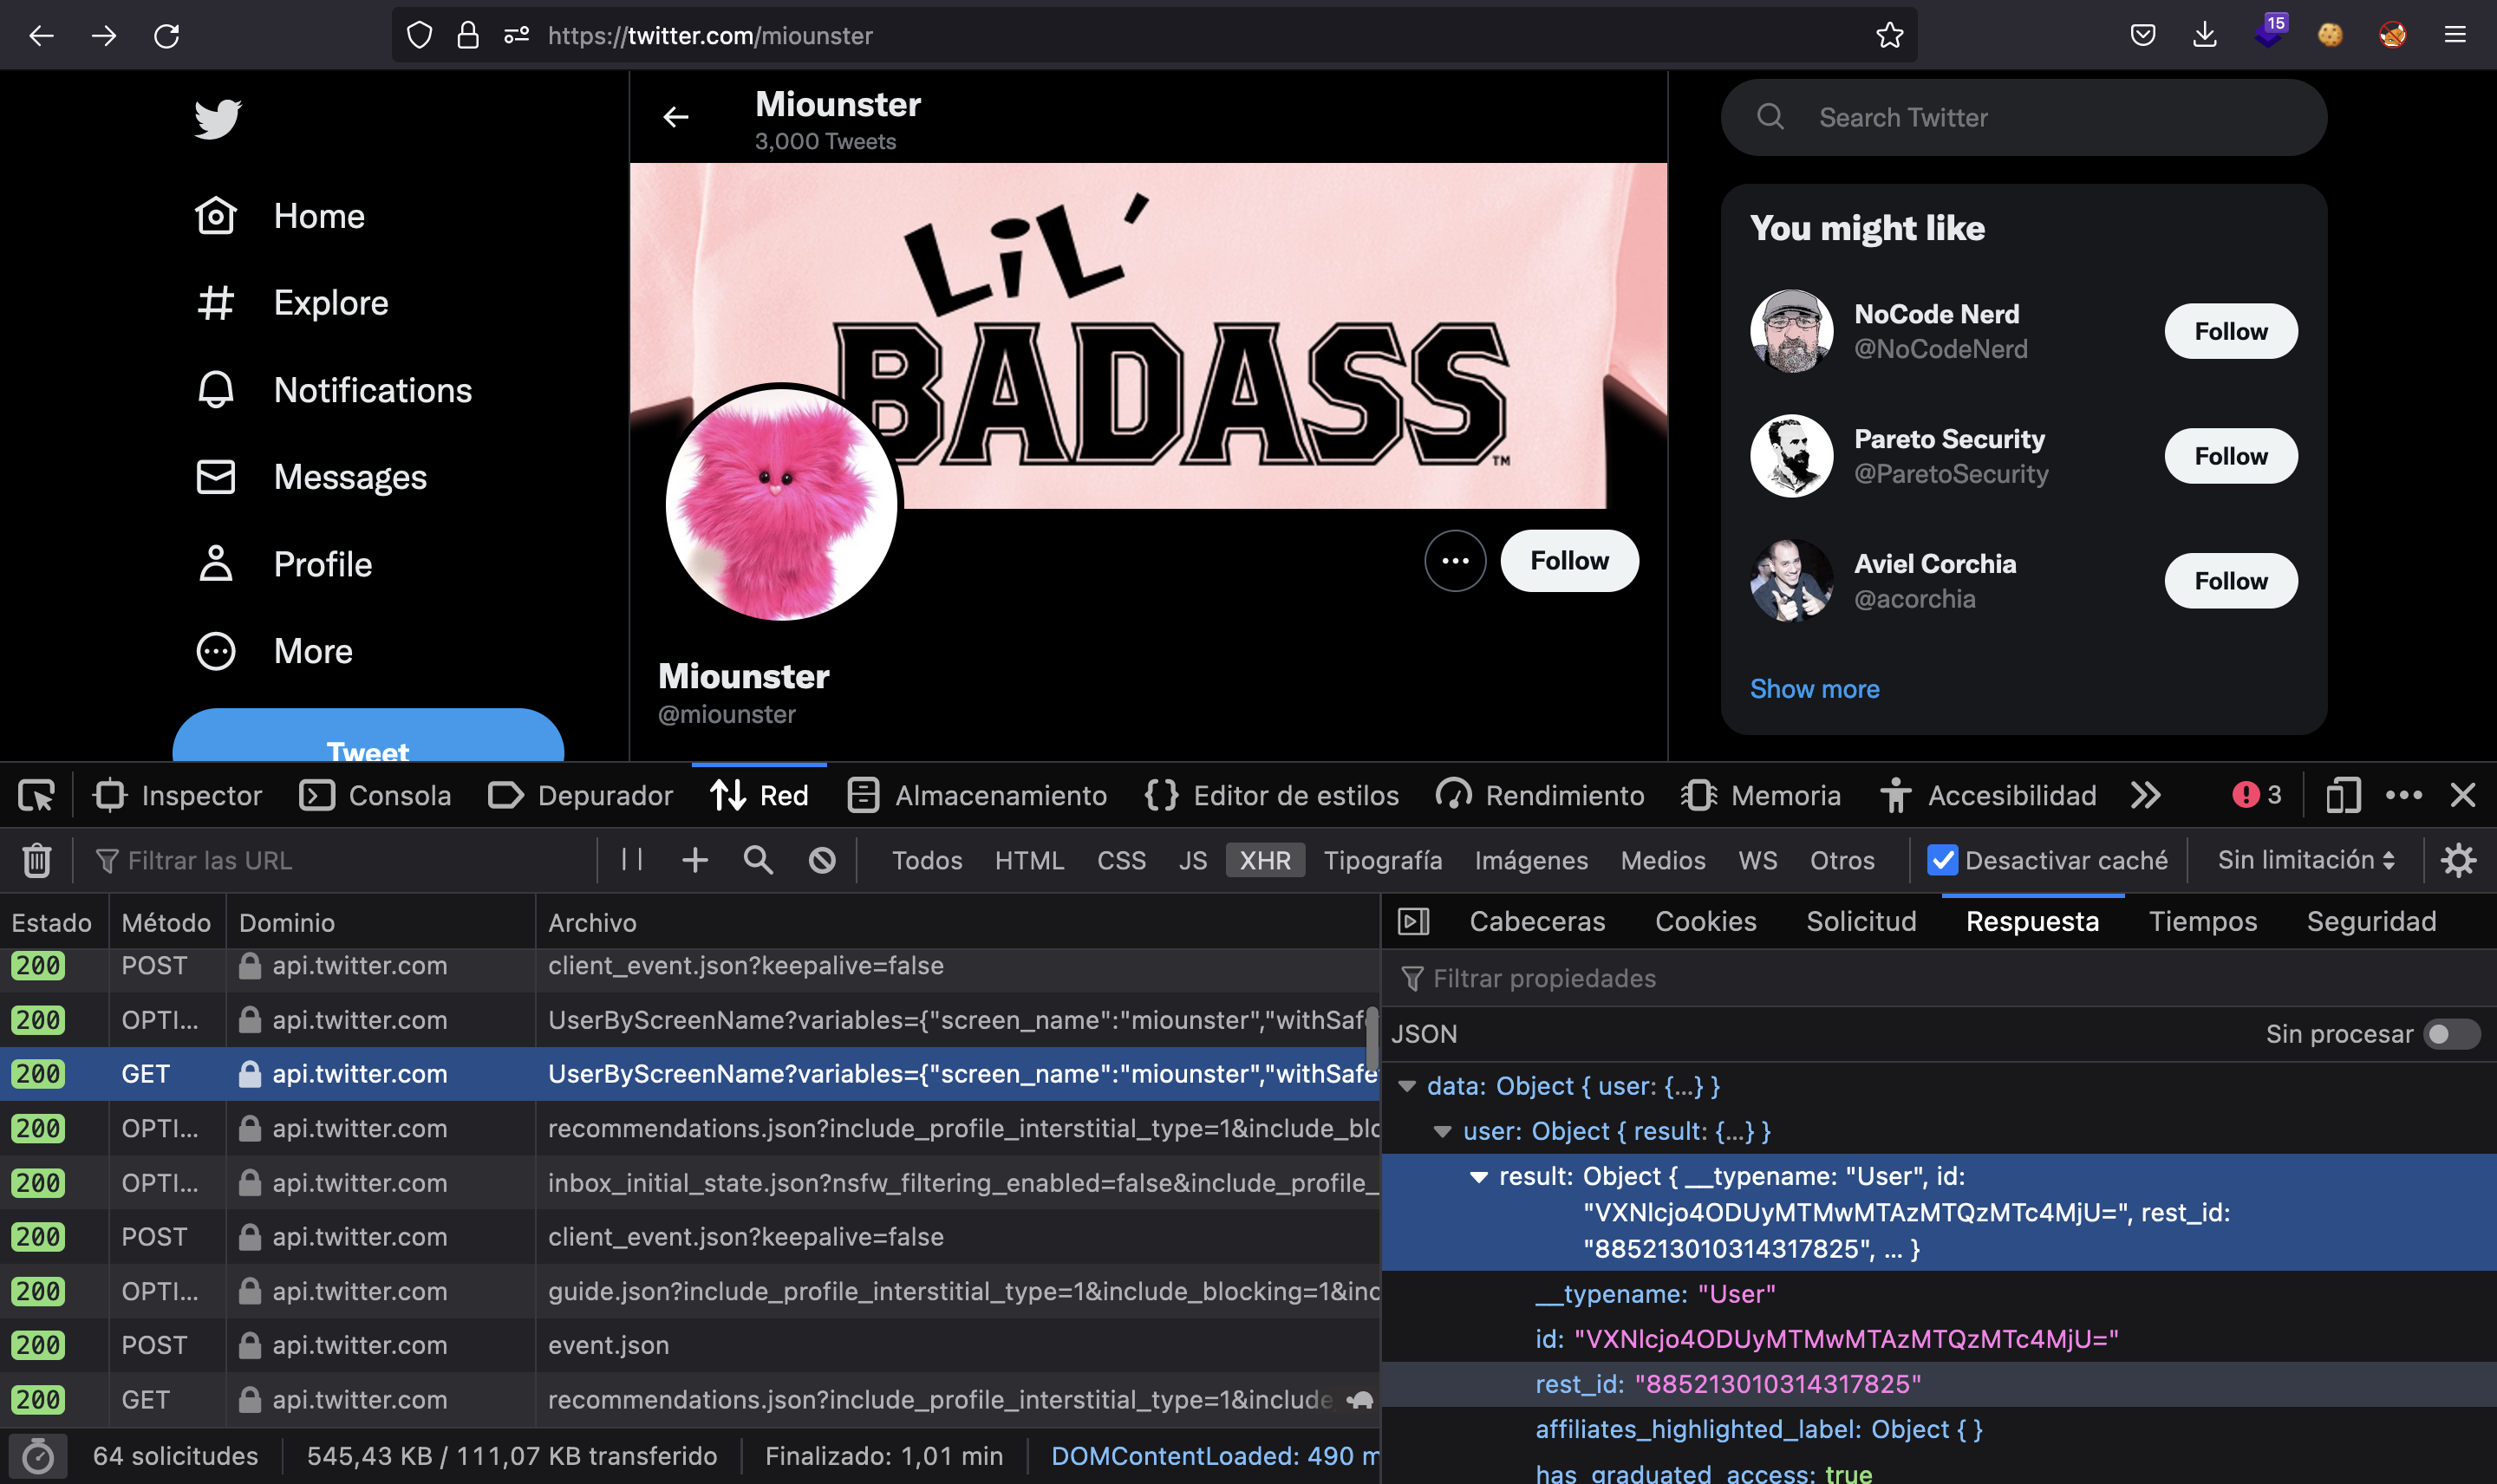 15
https://twitter.com/miounster
Home
Explore
Notifications
Messages
Profile
More
Tweet
Miounster
3,000 Tweets
LiL'
BADASS™
Follow
Miounster
@miounster
Search Twitter
You might like
NoCode Nerd
@NoCodeNerd
Follow
Pareto Security
@ParetoSecurity
Follow
Aviel Corchia
@acorchia
Follow
Show more
Inspector Consola Depurador Red Almacenamiento Editor de estilos Rendimiento Memoria Accesibilidad 3
Filtrar las URL Todos HTML CSS JS XHR Tipografía Imágenes Medios WS Otros Desactivar caché Sin limitación
Estado Método Dominio Archivo
200 POST api.twitter.com client_event.json?keepalive=false
200 OPTI... api.twitter.com UserByScreenName?variables={"screen_name":"miounster","withSafe
200 GET api.twitter.com UserByScreenName?variables={"screen_name":"miounster","withSafe
200 OPTI... api.twitter.com recommendations.json?include_profile_interstitial_type=1&include_blo
200 OPTI... api.twitter.com inbox_initial_state.json?nsfw_filtering_enabled=false&include_profile_
200 POST api.twitter.com client_event.json?keepalive=false
200 OPTI... api.twitter.com guide.json?include_profile_interstitial_type=1&include_blocking=1&inc
200 POST api.twitter.com event.json
200 GET api.twitter.com recommendations.json?include_profile_interstitial_type=1&include
64 solicitudes 545,43 KB / 111,07 KB transferido Finalizado: 1,01 min DOMContentLoaded: 490 m
Cabeceras Cookies Solicitud Respuesta Tiempos Seguridad
Filtrar propiedades
JSON Sin procesar
data: Object { user: {…} }
user: Object { result: {…} }
result: Object { __typename: "User", id:
"VXNlcjo4ODUyMTMwMTAzMTQzMTc4MjU=", rest_id:
"885213010314317825", … }
__typename: "User"
id: "VXNlcjo4ODUyMTMwMTAzMTQzMTc4MjU="
rest_id: "885213010314317825"
affiliates_highlighted_label: Object { }
has_graduated_access: true